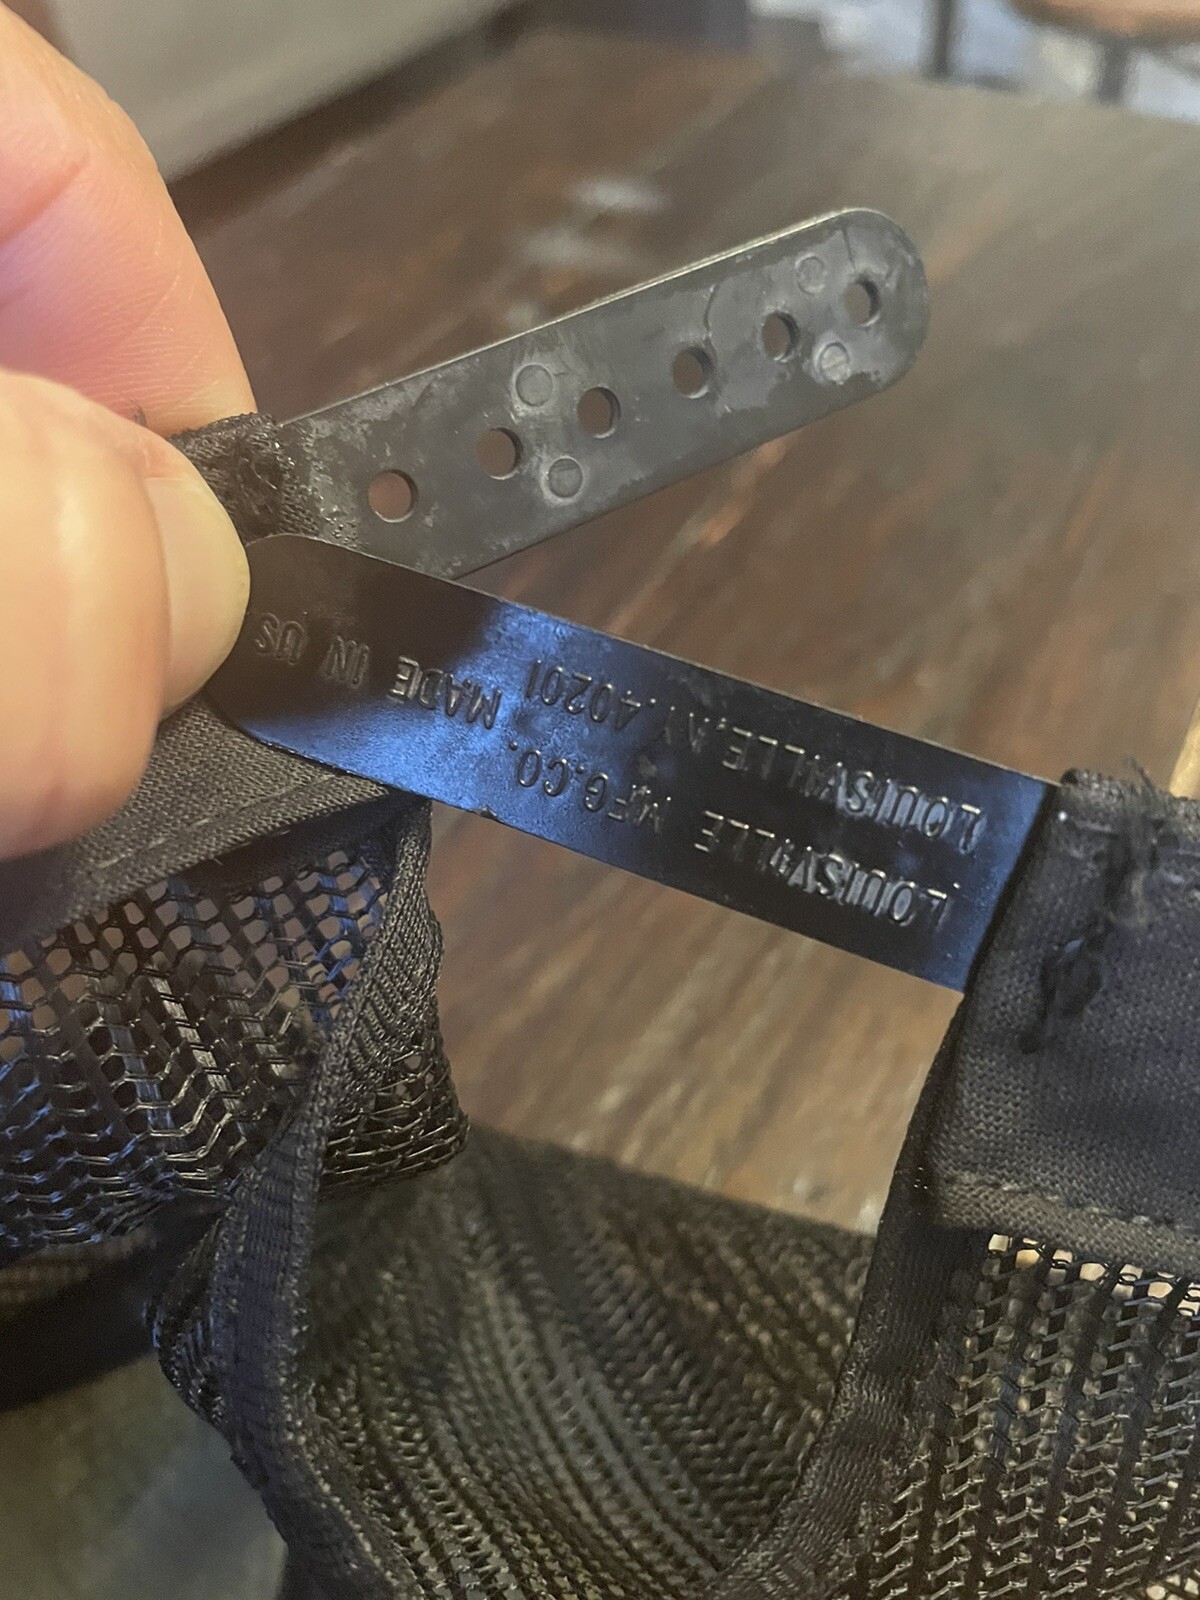 LOUISVILLE MFG.CO. MADE IN US
LOUISVILLE,KY.40201